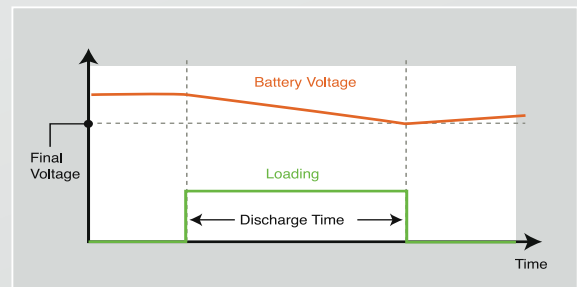 Battery Voltage
Final
Voltage
Loading
Discharge Time
Time